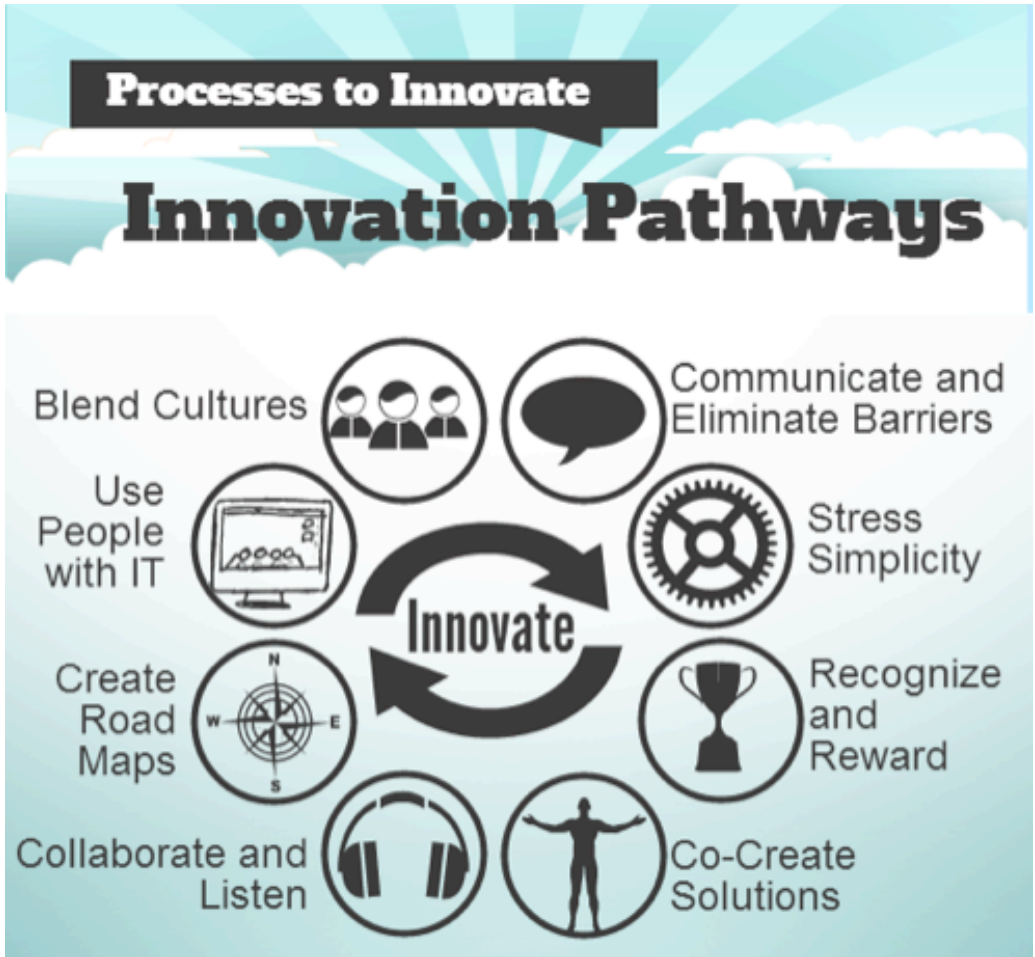 Processes to Innovate
Innovation Pathways
Blend Cultures
Communicate and
Eliminate Barriers
Use
People
with IT
Stress
Simplicity
Innovate
Create
Road
Maps
N
W
E
S
Recognize
and
Reward
Collaborate and
Listen
Co-Create
Solutions